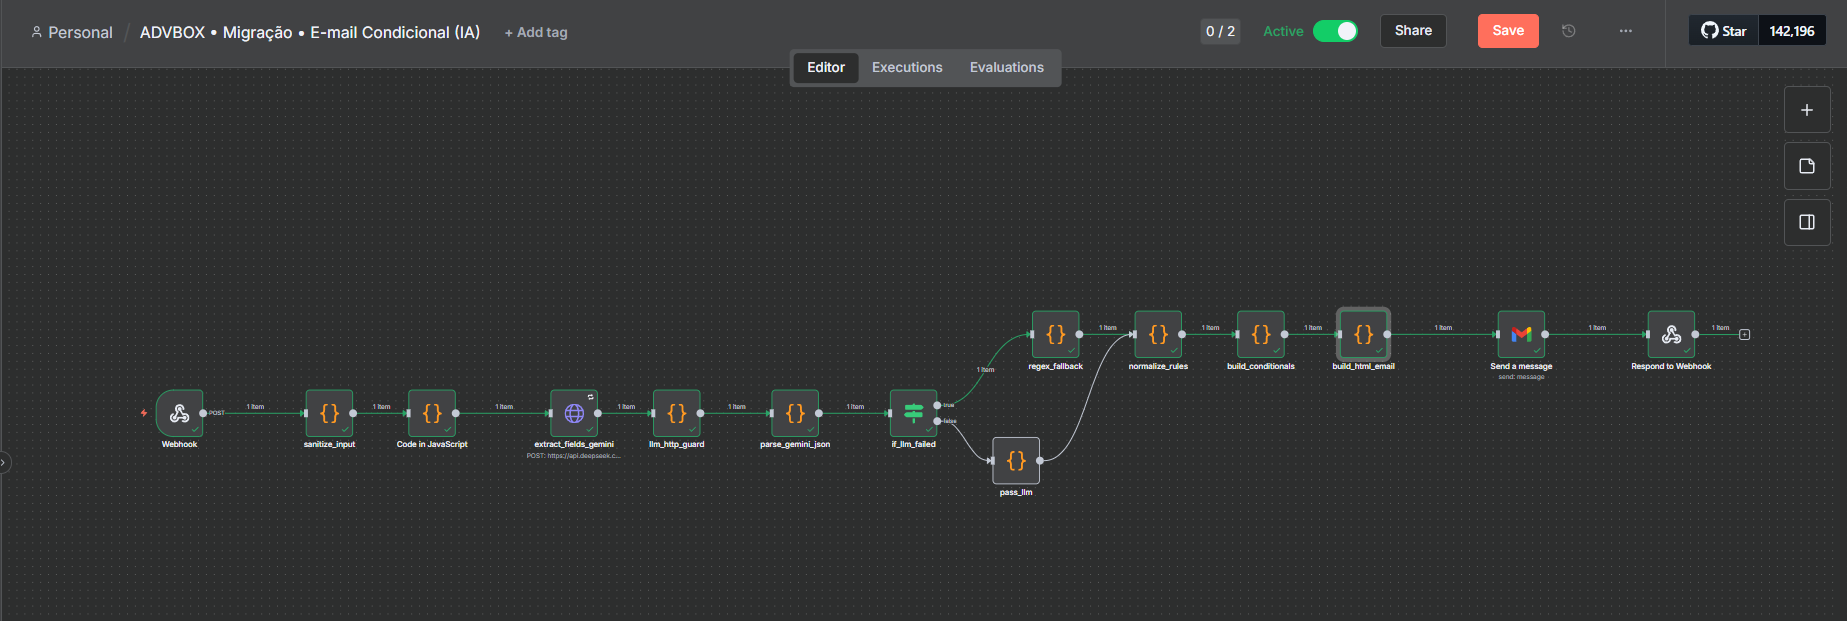 Personal / ADVBOX • Migração • E-mail Condicional (IA) + Add tag
0 / 2 Active Share Save ... Star 142,196
Editor Executions Evaluations
1 item 1 item 1 item 1 item 1 item
regex_fallback normalize_rules build_conditionals build_html_email Send a message Respond to Webhook
send: message
1 item
POST 1 item 1 item 1 item 1 item 1 item 1 item true
false
Webhook sanitize_input Code in JavaScript extract_fields_gemini llm_http_guard parse_gemini_json if_llm_failed
POST: https://api.deepseek.c...
pass_llm